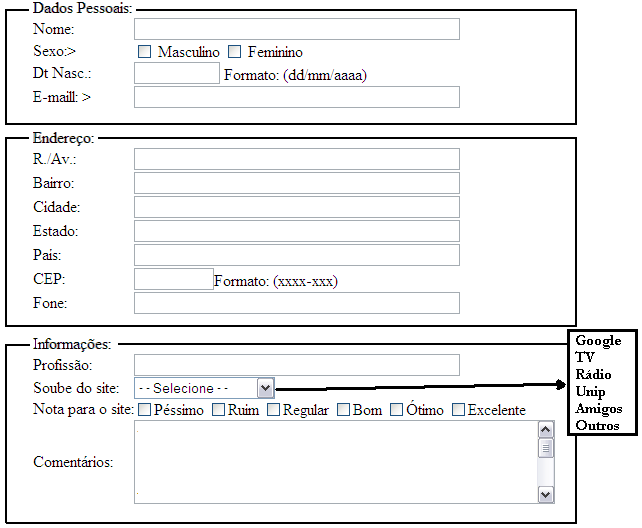 Dados Pessoais:
Nome:
Sexo:> Masculino Feminino
Dt Nasc.: Formato: (dd/mm/aaaa)
E-maill: >
Endereço:
R./Av.:
Bairro:
Cidade:
Estado:
País:
CEP: Formato: (xxxx-xxx)
Fone:
Informações:
Profissão:
Soube do site: -- Selecione --
Google
TV
Rádio
Unip
Amigos
Outros
Nota para o site: Péssimo Ruim Regular Bom Ótimo Excelente
Comentários: